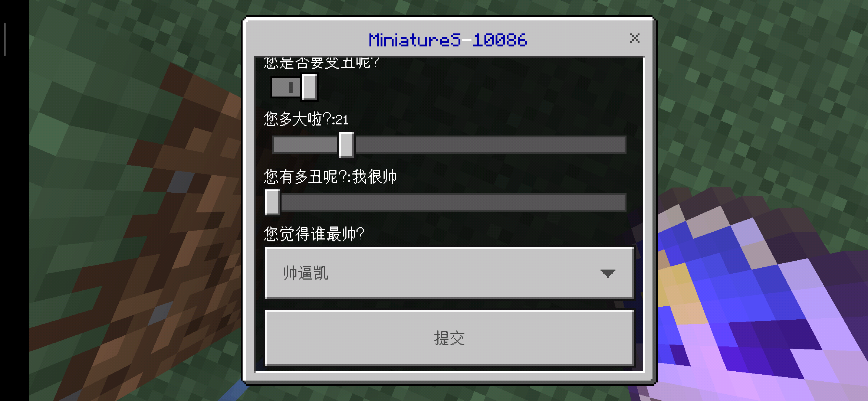 MiniatureS-10086
您是否要变丑呢?
您多大啦?:21
您有多丑呢?:我很帅
您觉得谁最帅?
帅逼凯
提交